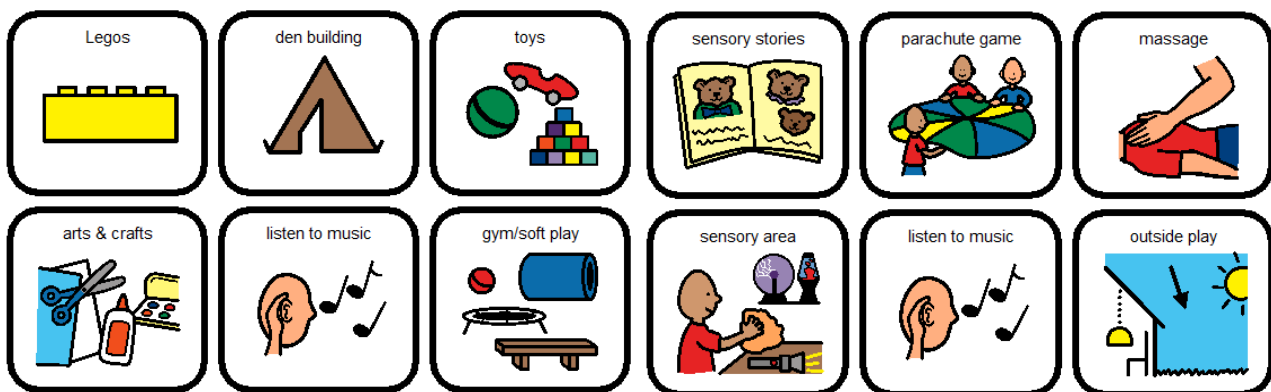 Legos
den building
toys
sensory stories
parachute game
massage
arts & crafts
listen to music
gym/soft play
sensory area
listen to music
outside play